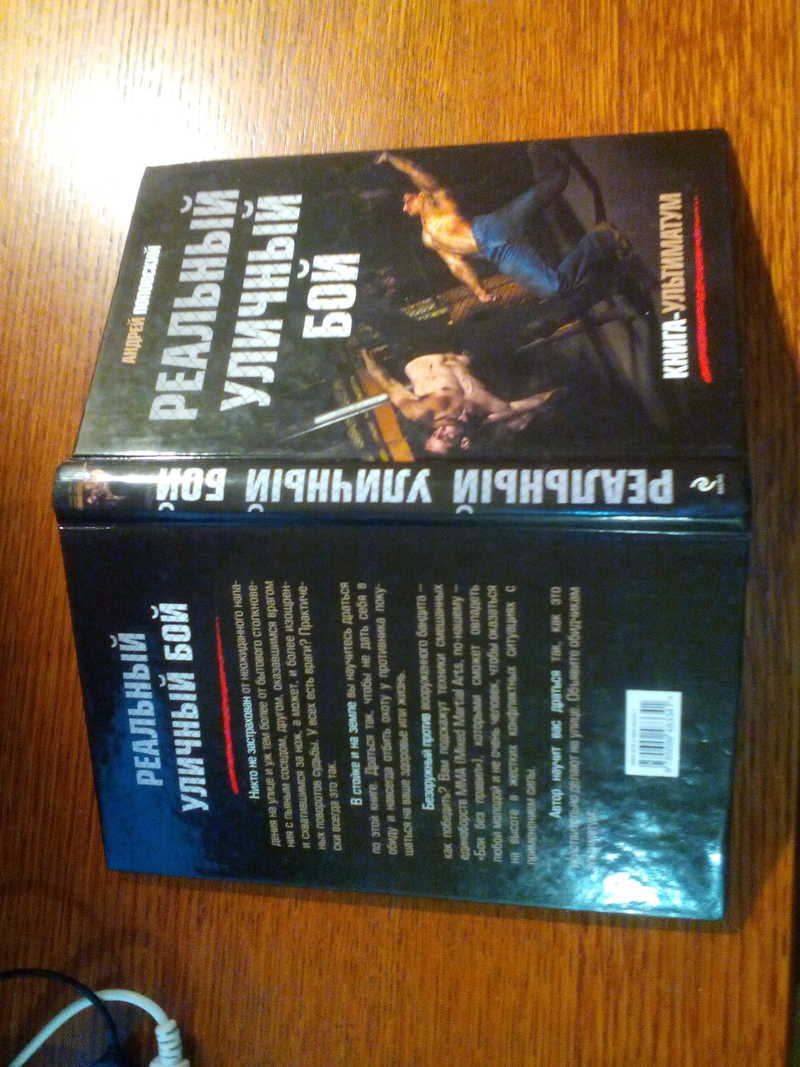 АНДРЕЙ
РЕАЛЬНЫЙ
УЛИЧНЫЙ
БОЙ
КНИГА-УЛЬТИМАТУМ
РЕАЛЬНЫЙ УЛИЧНЫЙ БОЙ
РЕАЛЬНЫЙ
УЛИЧНЫЙ БОЙ
Никто не застрахован от неожиданного напа-
дения на улице и уж тем более от бытового столкнове-
ния с пьяным соседом, другом, оказавшимся врагом
и схватившимся за нож, а может, и более изощрен-
ных поворотов судьбы. У всех есть враги? Практиче-
ски всегда это так.
В стойке и на земле вы научитесь драться
по этой книге. Драться так, чтобы не дать себя в
обиду и навсегда отбить охоту у противника поку-
шаться на ваше здоровье или жизнь.
Безоружный против вооруженного бандита –
как победить? Вам подскажут техники смешанных
единоборств ММА (Mixed Martial Arts, по-нашему –
«Бои без правил»), которыми сможет овладеть
любой молодой и не очень человек, чтобы оказаться
на высоте в жестких конфликтных ситуациях с
применением силы.
Автор научит вас драться так, как это
делают на улице. Обычного обидчикам